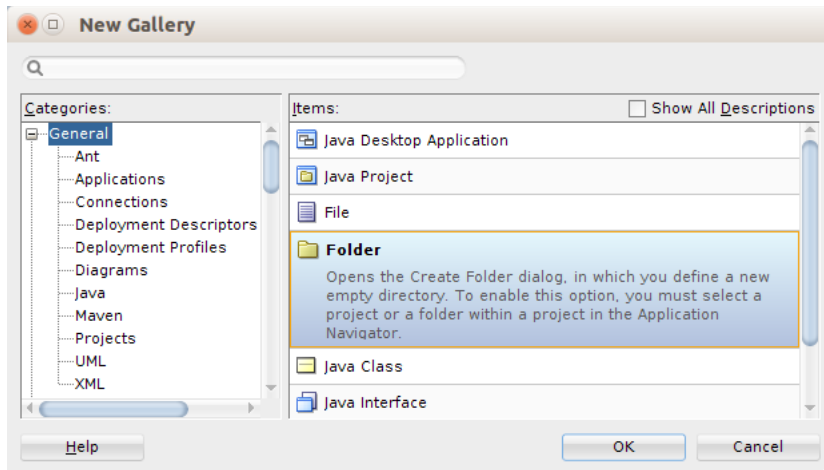 New Gallery
Categories:
General
Ant
Applications
Connections
Deployment Descriptors
Deployment Profiles
Diagrams
Java
Maven
Projects
UML
XML
Items:
Show All Descriptions
Java Desktop Application
Java Project
File
Folder
Opens the Create Folder dialog, in which you define a new
empty directory. To enable this option, you must select a
project or a folder within a project in the Application
Navigator.
Java Class
Java Interface
Help
OK
Cancel